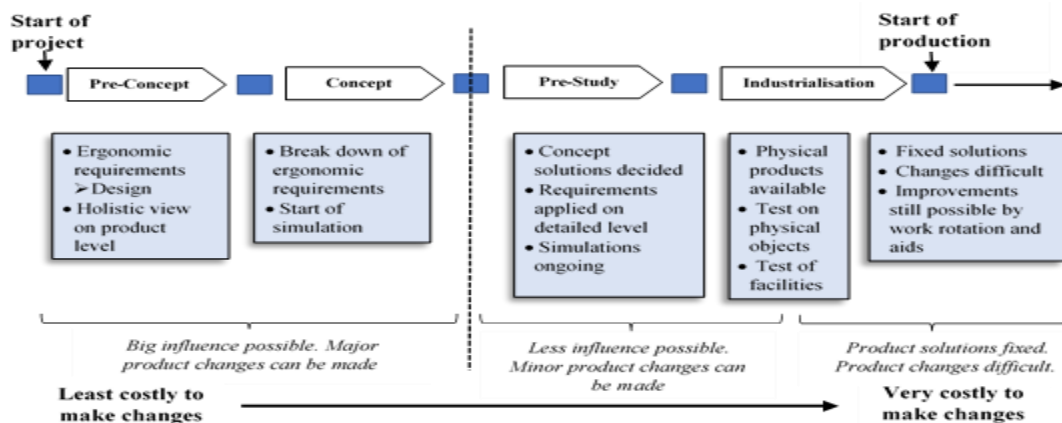 Start of
project
Start of
production
Pre-Concept
Concept
Pre-Study
Industrialisation
• Ergonomic
requirements
➢ Design
• Holistic view
on product
level
• Break down of
ergonomic
requirements
• Start of
simulation
• Concept
solutions decided
• Requirements
applied on
detailed level
• Simulations
ongoing
• Physical
products
available
• Test on
physical
objects
• Test of
facilities
• Fixed solutions
• Changes difficult
• Improvements
still possible by
work rotation and
aids
Big influence possible. Major
product changes can be made
Less influence possible.
Minor product changes can
be made
Product solutions fixed.
Product changes difficult.
Least costly to
make changes
Very costly to
make changes